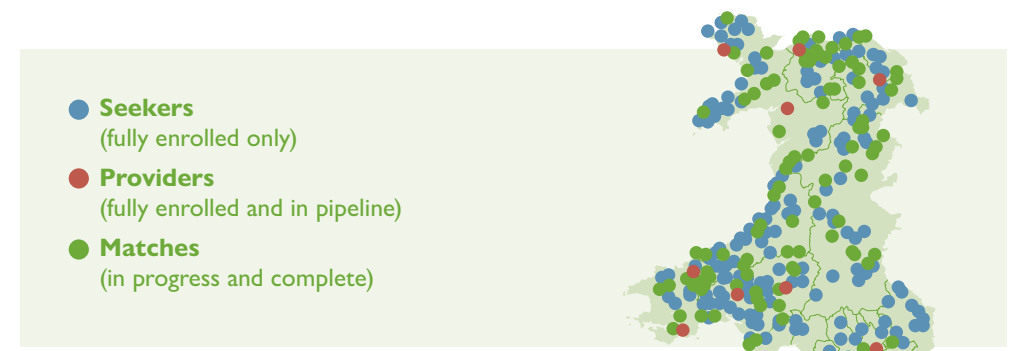 Seekers
(fully enrolled only)
Providers
(fully enrolled and in pipeline)
Matches
(in progress and complete)